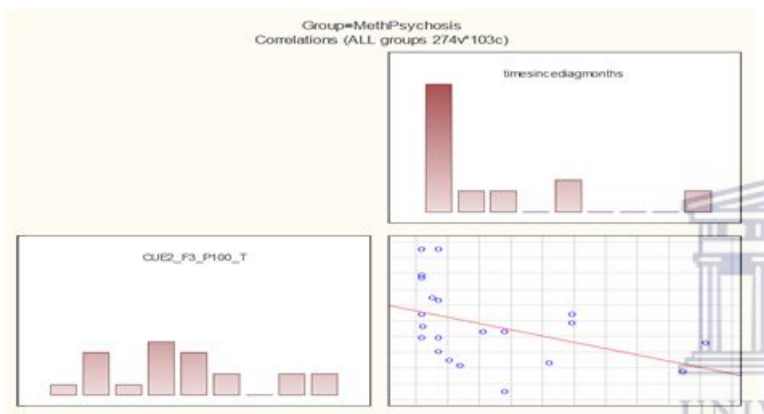 Group=MethPsychosis
Correlations (ALL groups 274v*103c)
timesincediagmonths
CUE2_F3_P100_T